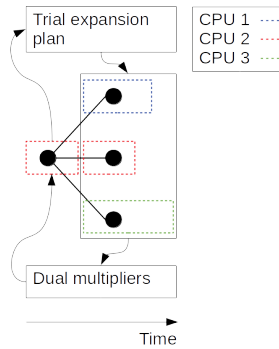 Trial expansion
plan
CPU 1
CPU 2
CPU 3
Dual multipliers
Time